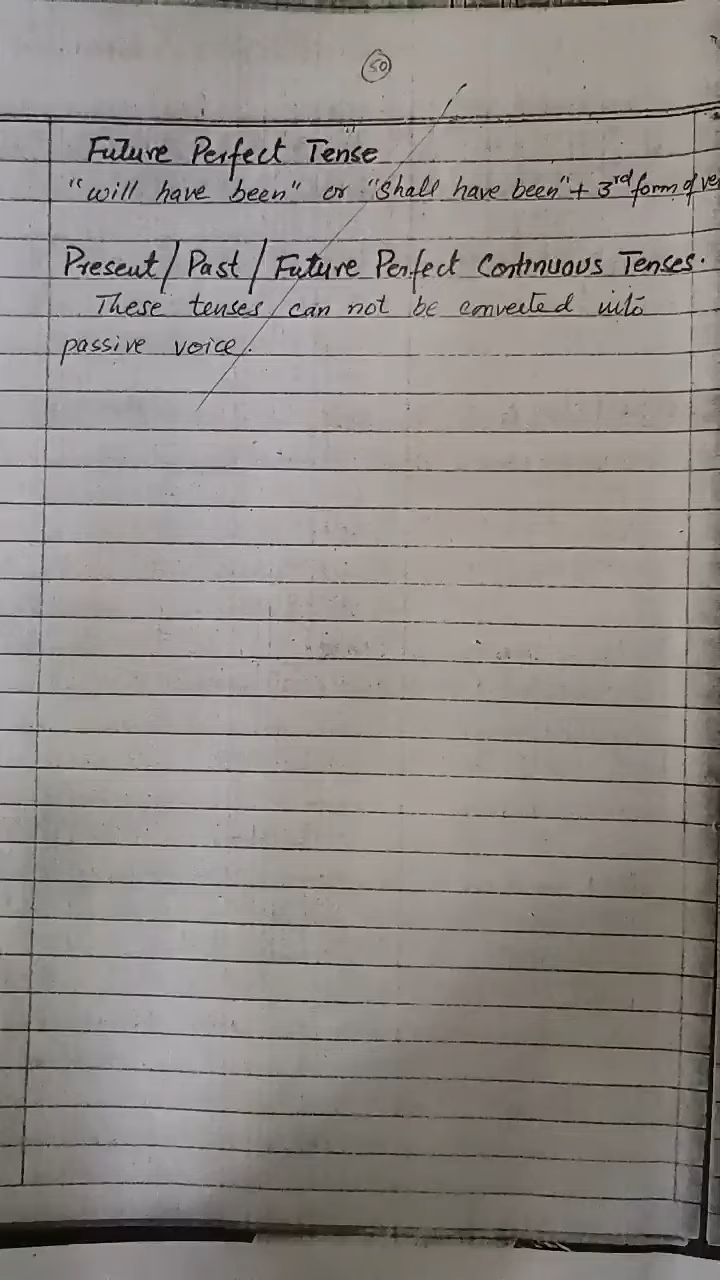 50
Future Perfect Tense
"will have been" or "shall have been" + 3rd form of ve
Present / Past / Future Perfect Continuous Tenses.
These tenses can not be converted into
passive voice.